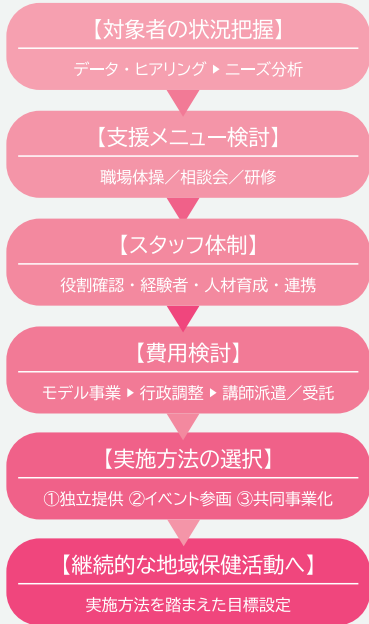 【対象者の状況把握】
データ・ヒアリング▶ニーズ分析
【支援メニュー検討】
職場体操／相談会／研修
【スタッフ体制】
役割確認・経験者・人材育成・連携
【費用検討】
モデル事業▶行政調整▶講師派遣／受託
【実施方法の選択】
①独立提供 ②イベント参画 ③共同事業化
【継続的な地域保健活動へ】
実施方法を踏まえた目標設定